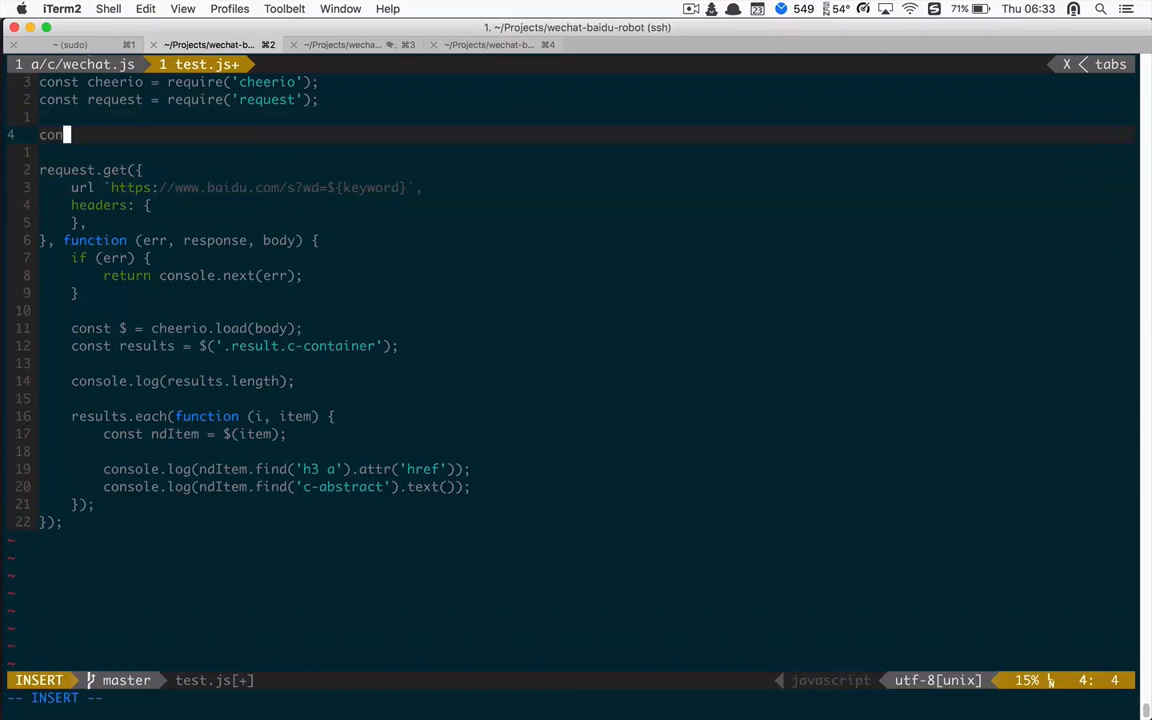 iTerm2 Shell Edit View Profiles Toolbelt Window Help 23 549 54° 71% Thu 06:33
1. ~/Projects/wechat-baidu-robot (ssh)
~ (sudo) ⌘1 ~/Projects/wechat-b... ⌘2 ~/Projects/wecha... ⌘3 ~/Projects/wechat-b... ⌘4
1 a/c/wechat.js 1 test.js+ X < tabs
3 const cheerio = require('cheerio');
2 const request = require('request');
1
4 con
1
2 request.get({
3 url `https://www.baidu.com/s?wd=${keyword}`,
4 headers: {
5 },
6 }, function (err, response, body) {
7 if (err) {
8 return console.next(err);
9 }
10
11 const $ = cheerio.load(body);
12 const results = $('.result.c-container');
13
14 console.log(results.length);
15
16 results.each(function (i, item) {
17 const ndItem = $(item);
18
19 console.log(ndItem.find('h3 a').attr('href'));
20 console.log(ndItem.find('c-abstract').text());
21 });
22 });
~
~
~
~
~
~
~
~
INSERT master test.js[+] javascript utf-8[unix] 15% 4: 4
-- INSERT --